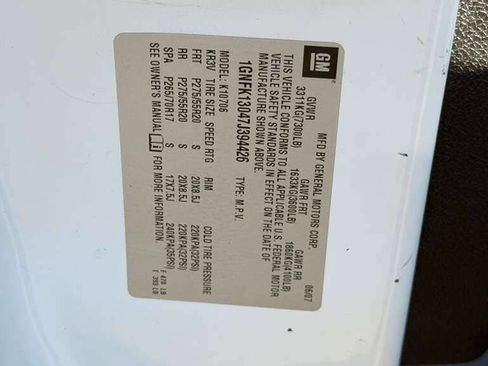 GM
MFD BY GENERAL MOTORS CORP. 06/07
GVWR GAWR FRT GAWR RR
3311KG(7300LB) 1633KG(3600LB) 1860KG(4100LB)
THIS VEHICLE CONFORMS TO ALL APPLICABLE U.S. FEDERAL MOTOR
VEHICLE SAFETY STANDARDS IN EFFECT ON THE DATE OF
MANUFACTURE SHOWN ABOVE.
1GNFK13047J394426 TYPE: M.P.V.
MODEL: K10706
KR3V TIRE SIZE SPEED RTG RIM COLD TIRE PRESSURE
FRT P275/55R20 S 20X8.5J 220KPA(32PSI)
RR P275/55R20 S 20X8.5J 220KPA(32PSI)
SPA P265/70R17 S 17X7.5J 240KPA(35PSI)
SEE OWNER'S MANUAL FOR MORE INFORMATION.